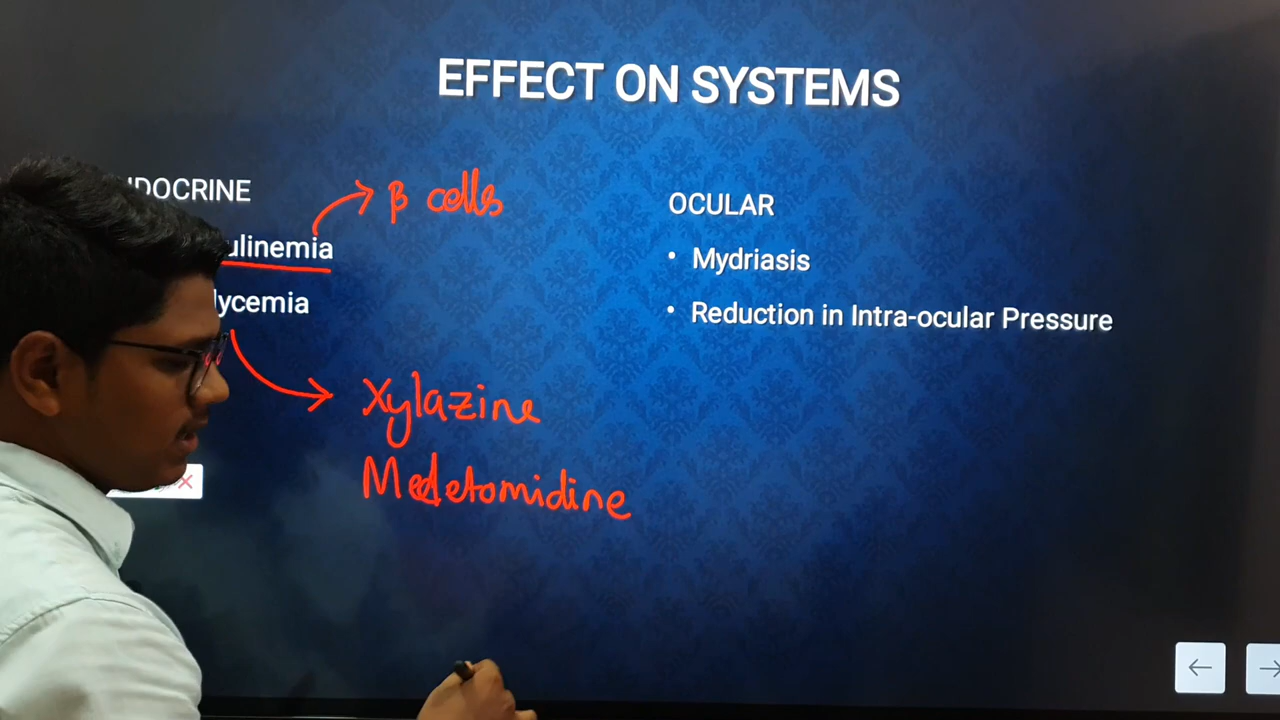 EFFECT ON SYSTEMS
DOCRINE
ulinemia
β cells
lycemia
Xylazine
Medetomidine
OCULAR
• Mydriasis
• Reduction in Intra-ocular Pressure